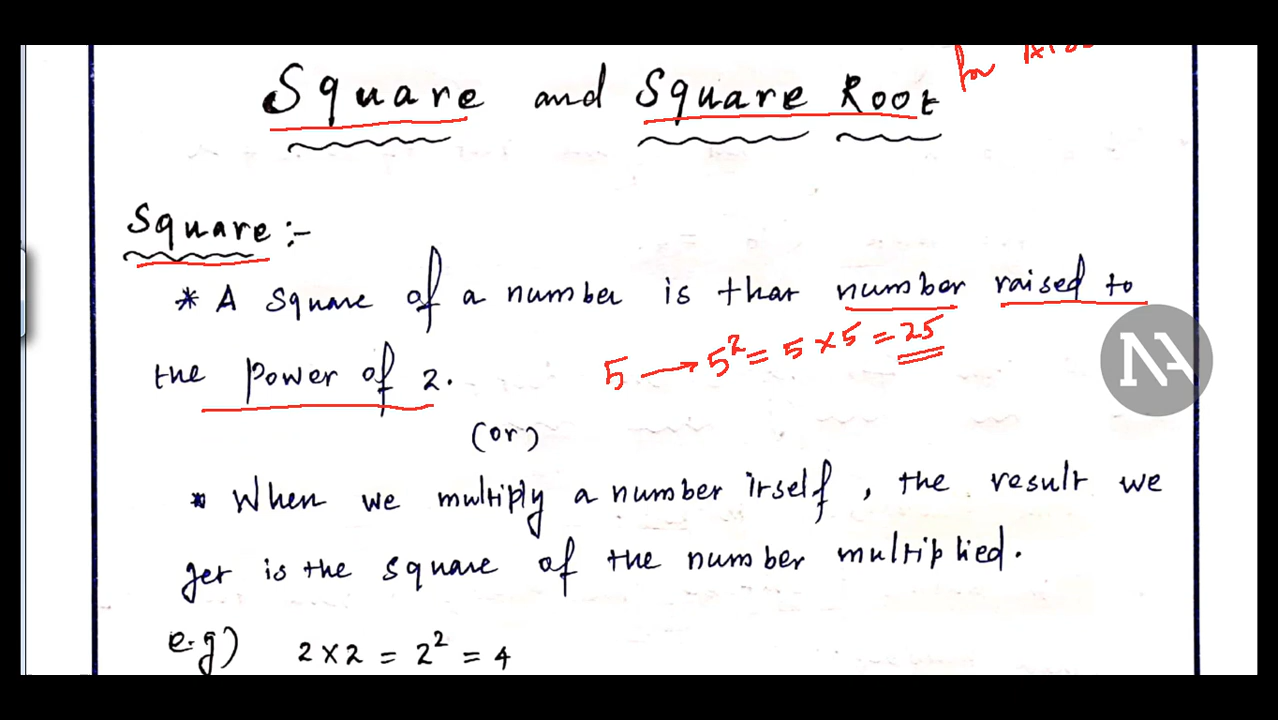 for
Square and Square Root
Square :-
* A Square of a number is that number raised to
5 → 5² = 5 × 5 = 25
the Power of 2.
(or)
* When we multiply a number itself, the result we
get is the square of the number multiplied.
e.g) 2 × 2 = 2² = 4
NA